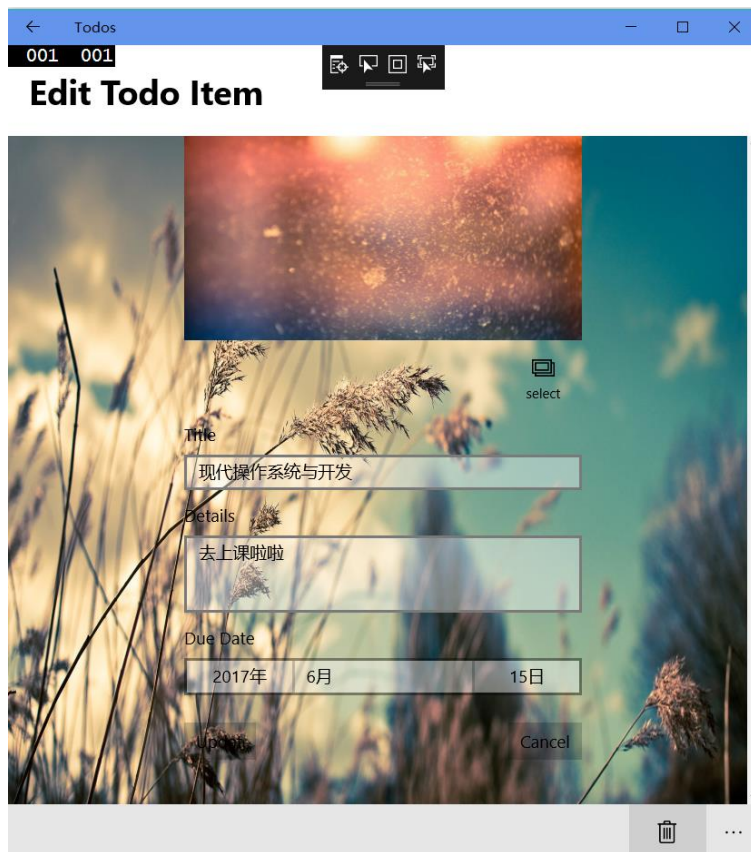 Todos
001 001
Edit Todo Item
select
Title
现代操作系统与开发
Details
去上课啦啦
Due Date
2017年 6月 15日
Cancel